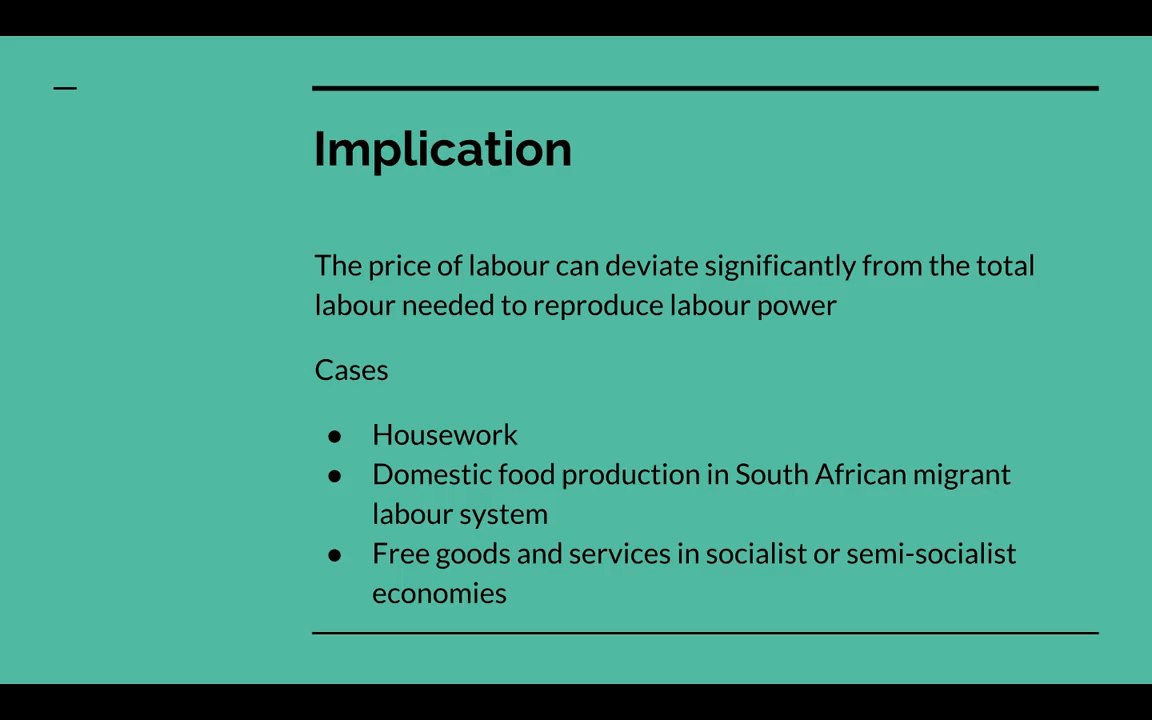 Implication
The price of labour can deviate significantly from the total
labour needed to reproduce labour power
Cases
● Housework
● Domestic food production in South African migrant
labour system
● Free goods and services in socialist or semi-socialist
economies